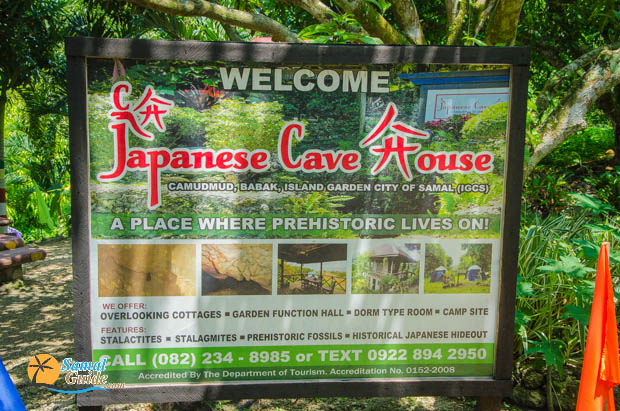 WELCOME
Japanese Cave
Japanese Cave House
CAMUDMUD, BABAK, ISLAND GARDEN CITY OF SAMAL (IGCS)
A PLACE WHERE PREHISTORIC LIVES ON!
WE OFFER:
OVERLOOKING COTTAGES ▪ GARDEN FUNCTION HALL ▪ DORM TYPE ROOM ▪ CAMP SITE
FEATURES:
STALACTITES ▪ STALAGMITES ▪ PREHISTORIC FOSSILS ▪ HISTORICAL JAPANESE HIDEOUT
CALL (082) 234 - 8985 or TEXT 0922 894 2950
Accredited By The Department of Tourism. Accreditation No. 0152-2008
Samal
Guide.com